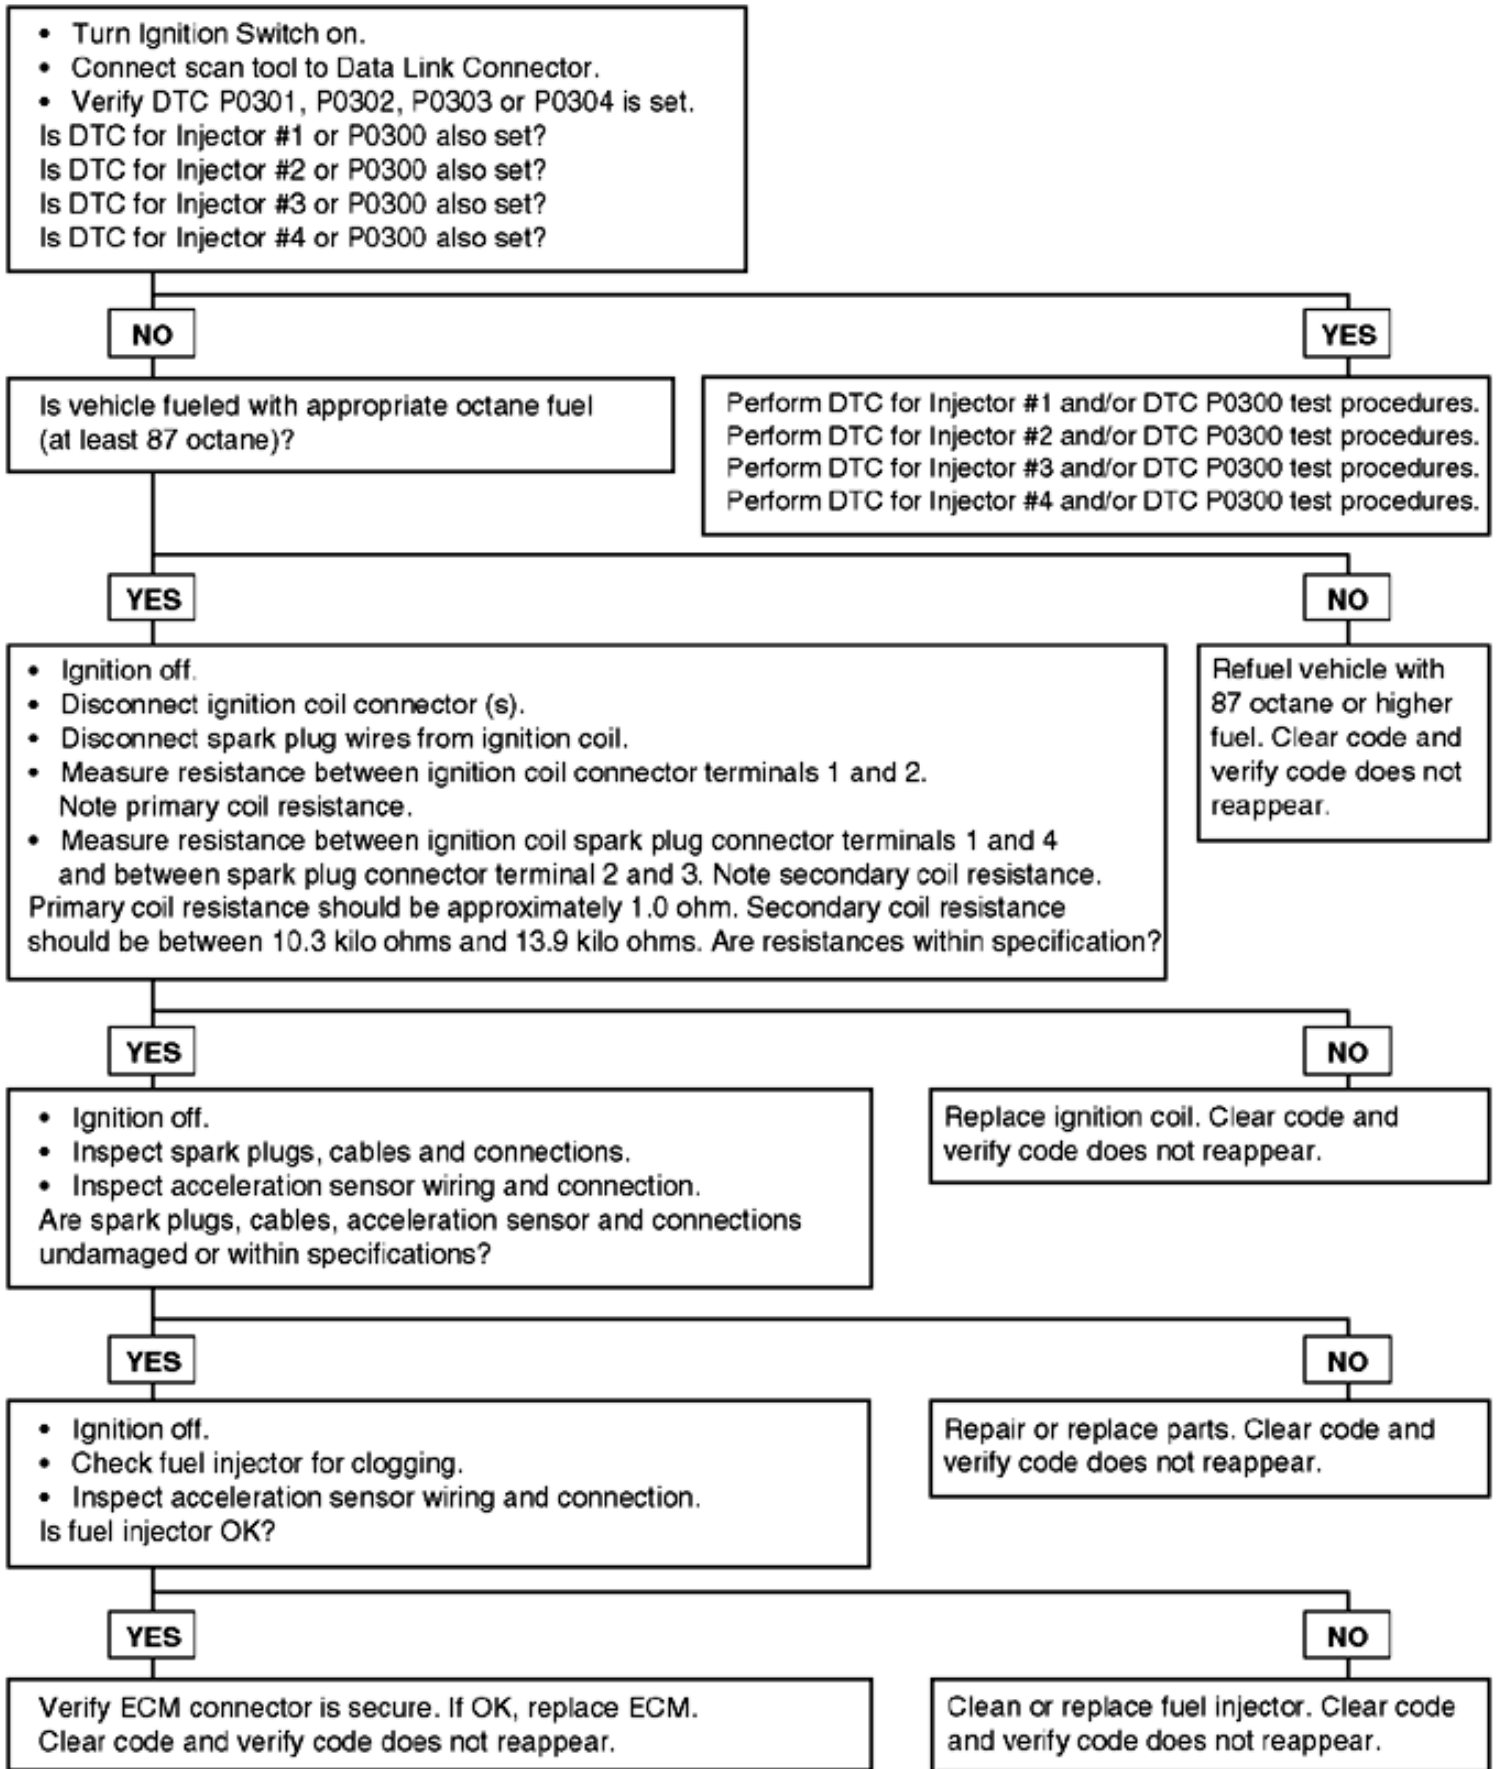 • Turn Ignition Switch on.
• Connect scan tool to Data Link Connector.
• Verify DTC P0301, P0302, P0303 or P0304 is set.
Is DTC for Injector #1 or P0300 also set?
Is DTC for Injector #2 or P0300 also set?
Is DTC for Injector #3 or P0300 also set?
Is DTC for Injector #4 or P0300 also set?
NO
YES
Is vehicle fueled with appropriate octane fuel
(at least 87 octane)?
Perform DTC for Injector #1 and/or DTC P0300 test procedures.
Perform DTC for Injector #2 and/or DTC P0300 test procedures.
Perform DTC for Injector #3 and/or DTC P0300 test procedures.
Perform DTC for Injector #4 and/or DTC P0300 test procedures.
YES
NO
• Ignition off.
• Disconnect ignition coil connector (s).
• Disconnect spark plug wires from ignition coil.
• Measure resistance between ignition coil connector terminals 1 and 2.
Note primary coil resistance.
• Measure resistance between ignition coil spark plug connector terminals 1 and 4
and between spark plug connector terminal 2 and 3. Note secondary coil resistance.
Primary coil resistance should be approximately 1.0 ohm. Secondary coil resistance
should be between 10.3 kilo ohms and 13.9 kilo ohms. Are resistances within specification?
Refuel vehicle with
87 octane or higher
fuel. Clear code and
verify code does not
reappear.
YES
NO
• Ignition off.
• Inspect spark plugs, cables and connections.
• Inspect acceleration sensor wiring and connection.
Are spark plugs, cables, acceleration sensor and connections
undamaged or within specifications?
Replace ignition coil. Clear code and
verify code does not reappear.
YES
NO
• Ignition off.
• Check fuel injector for clogging.
• Inspect acceleration sensor wiring and connection.
Is fuel injector OK?
Repair or replace parts. Clear code and
verify code does not reappear.
YES
NO
Verify ECM connector is secure. If OK, replace ECM.
Clear code and verify code does not reappear.
Clean or replace fuel injector. Clear code
and verify code does not reappear.